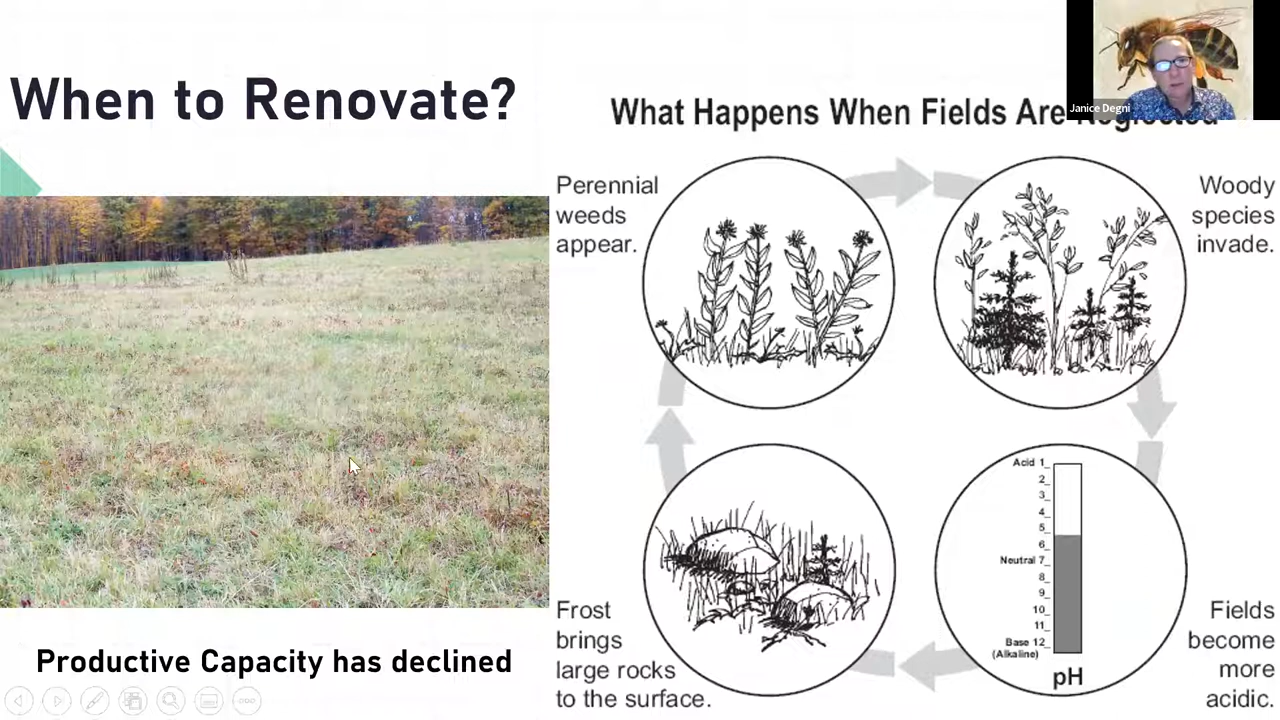 When to Renovate?
Janice Degni
What Happens When Fields Are Neglected
Perennial
weeds
appear.
Woody
species
invade.
Acid 1
2
3
4
5
6
Neutral 7
8
9
10
11
Base 12
(Alkaline)
pH
Frost
brings
large rocks
to the surface.
Fields
become
more
acidic.
Productive Capacity has declined